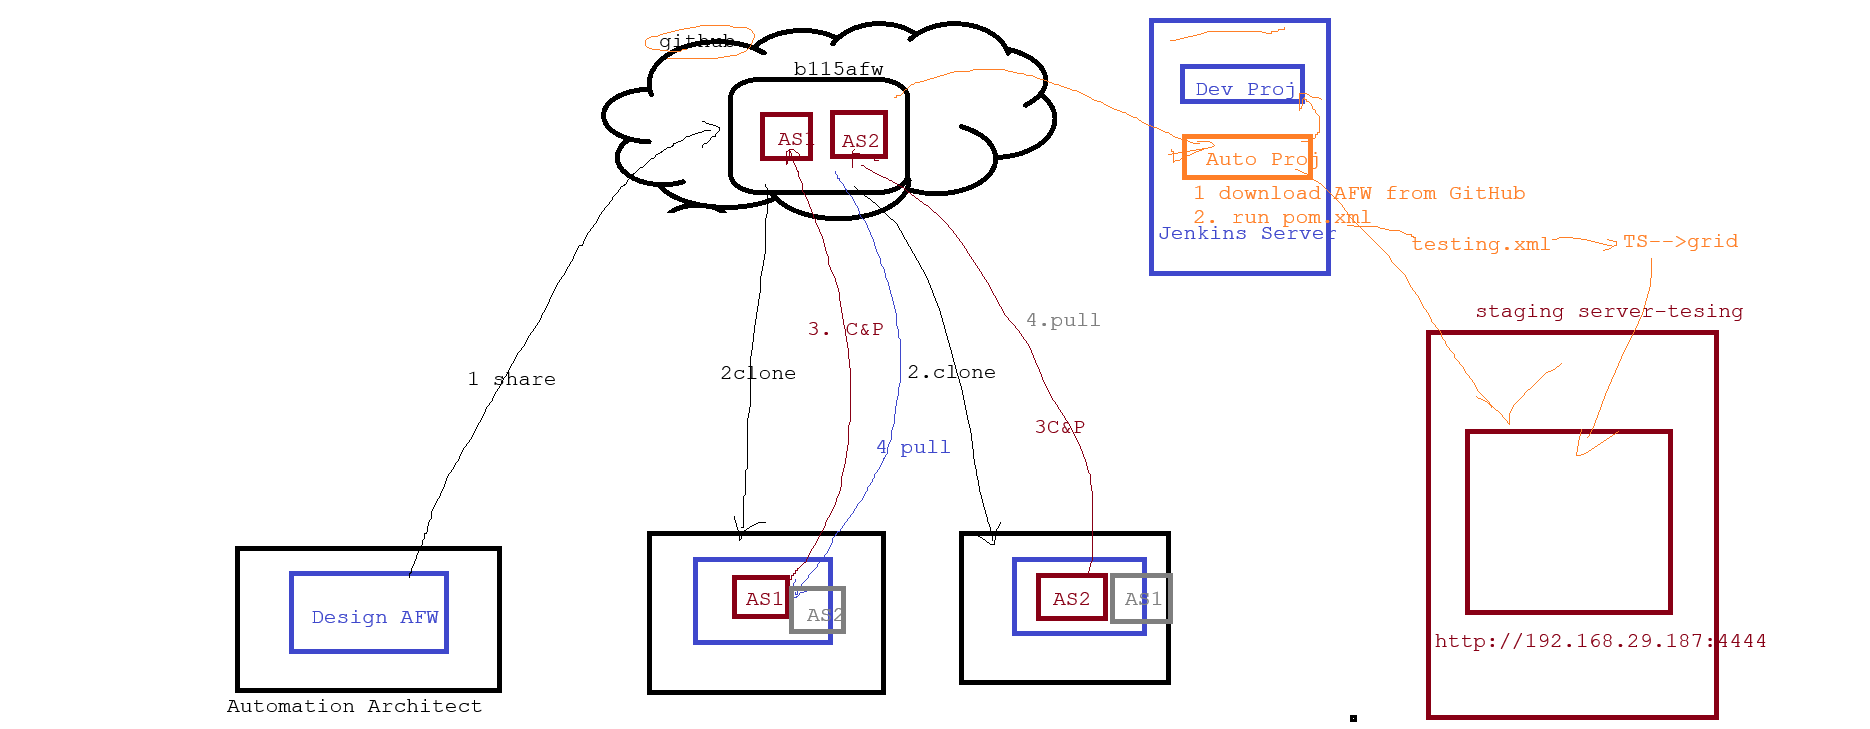 github
b115afw
AS1
AS2
Dev Proj
Auto Proj
1 download AFW from GitHub
2. run pom.xml
Jenkins Server
testing.xml
TS-->grid
staging server-tesing
3. C&P
4.pull
1 share
2clone
2.clone
3C&P
4 pull
Design AFW
AS1
AS2
AS2
AS1
http://192.168.29.187:4444
Automation Architect